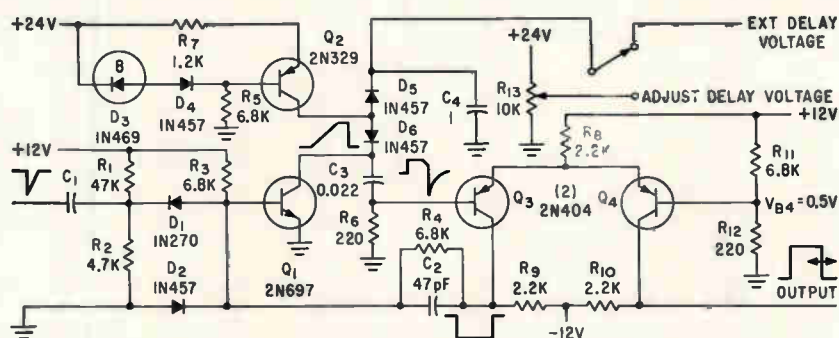 +24V
R7
1.2K
Q2
2N329
B
D3
1N469
D4
1N457
R5
6.8K
D5
1N457
D6
1N457
C4
1
+24V
R13
10K
EXT DELAY
VOLTAGE
ADJUST DELAY VOLTAGE
+12V
R8
2.2K
R11
6.8K
+12V
C1
R1
47K
R3
6.8K
D1
1N270
R2
4.7K
D2
1N457
Q1
2N697
C3
0.022
R6
220
R4
6.8K
C2
47pF
Q3
(2)
2N404
Q4
VB4=0.5V
R12
220
R9
2.2K
R10
2.2K
-12V
OUTPUT